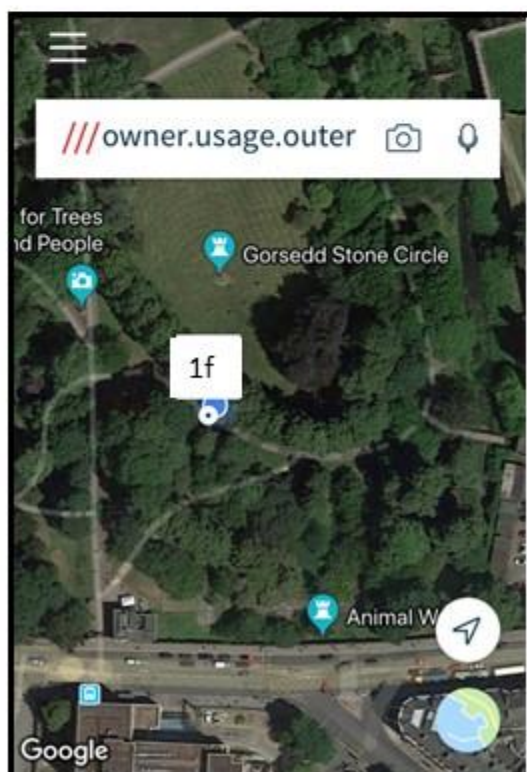 ///owner.usage.outer
for Trees
nd People
Gorsedd Stone Circle
1f
Animal W
Google